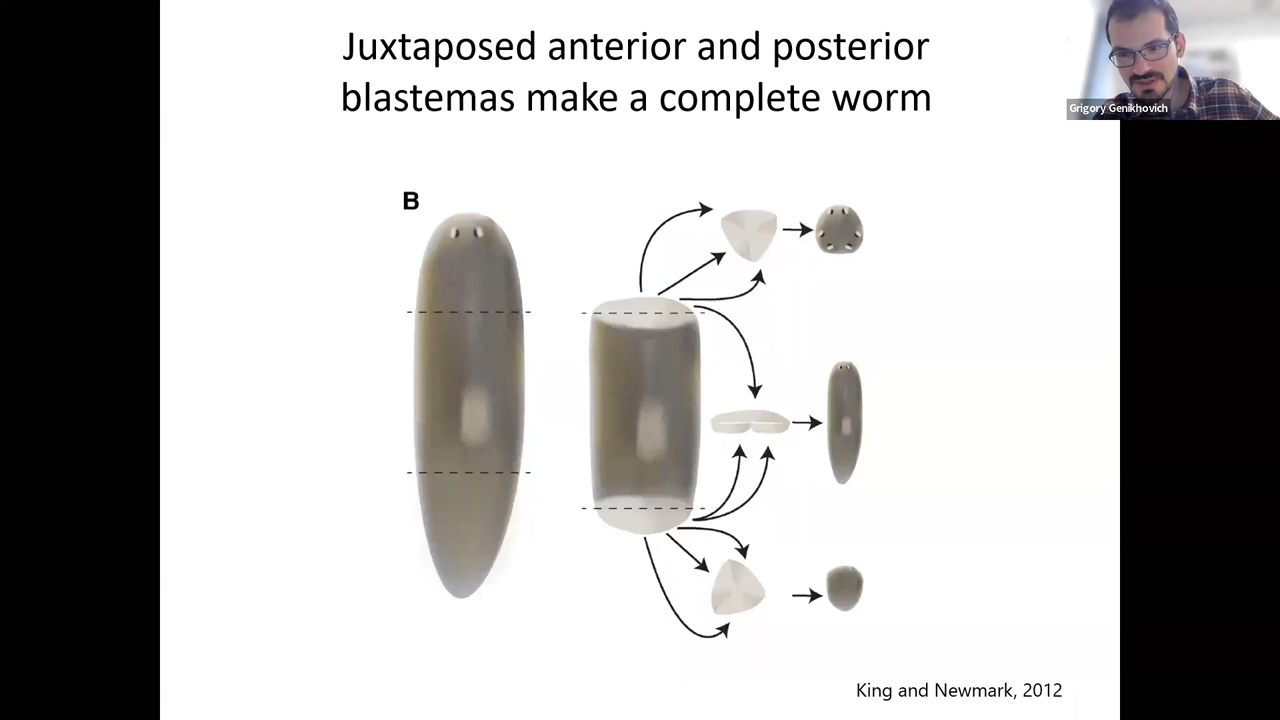 Juxtaposed anterior and posterior
blastemas make a complete worm
Grigory Genikhovich
B
King and Newmark, 2012